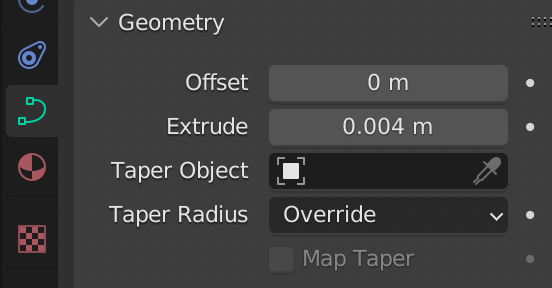 Geometry
Offset 0 m
Extrude 0.004 m
Taper Object
Taper Radius Override
Map Taper